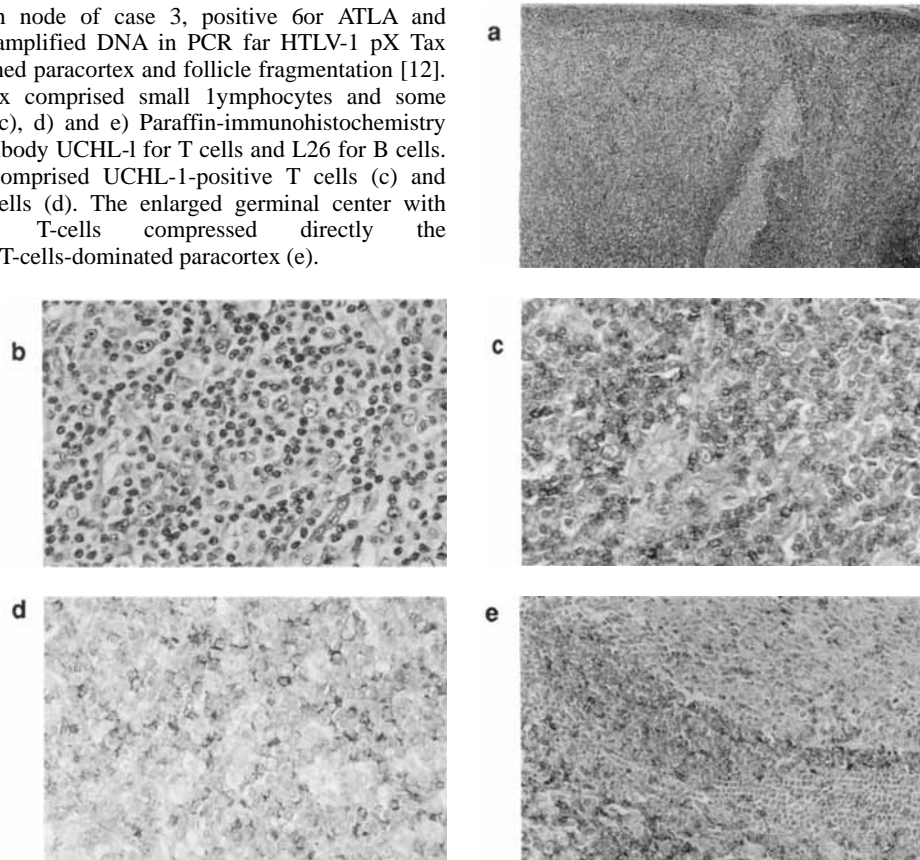 n node of case 3, positive 6or ATLA and
amplified DNA in PCR far HTLV-1 pX Tax
ned paracortex and follicle fragmentation [12].
x comprised small 1ymphocytes and some
(c), d) and e) Paraffin-immunohistochemistry
ibody UCHL-l for T cells and L26 for B cells.
comprised UCHL-1-positive T cells (c) and
ells (d). The enlarged germinal center with
T-cells compressed directly the
T-cells-dominated paracortex (e).
a
b
c
d
e